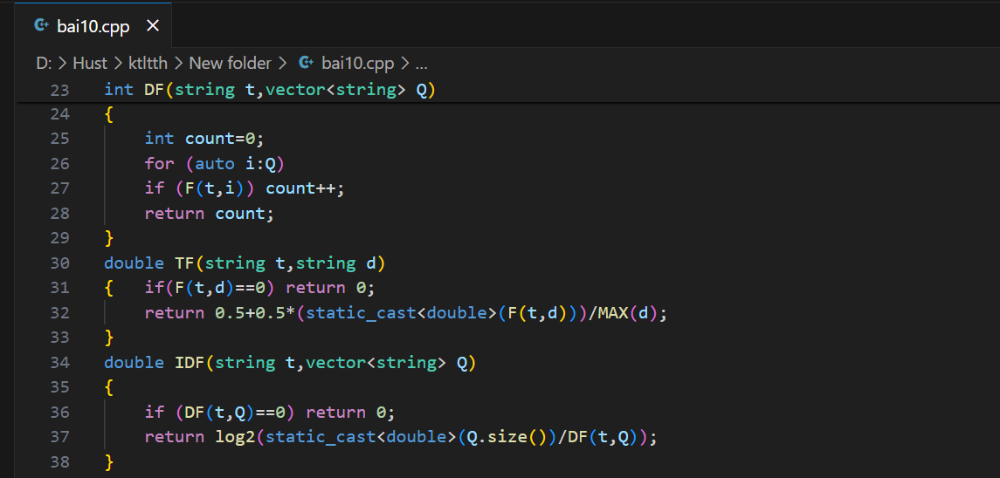 bai10.cpp
D: > Hust > ktltth > New folder > bai10.cpp > ...
23 int DF(string t,vector<string> Q)
24 {
25     int count=0;
26     for (auto i:Q)
27     if (F(t,i)) count++;
28     return count;
29 }
30 double TF(string t,string d)
31 {   if(F(t,d)==0) return 0;
32     return 0.5+0.5*(static_cast<double>(F(t,d)))/MAX(d);
33 }
34 double IDF(string t,vector<string> Q)
35 {
36     if (DF(t,Q)==0) return 0;
37     return log2(static_cast<double>(Q.size())/DF(t,Q));
38 }